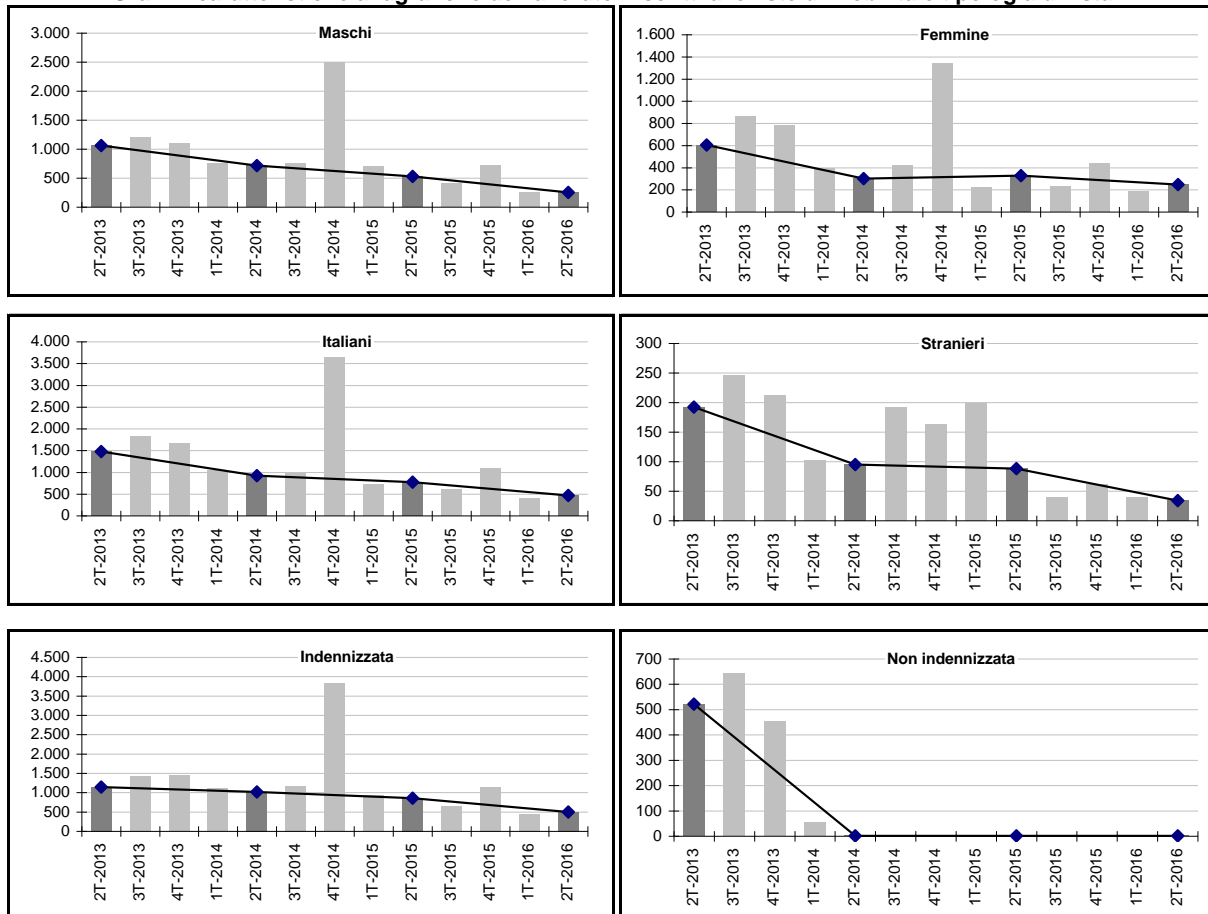 Maschi
3.000
2.500
2.000
1.500
1.000
500
0
2T-2013
3T-2013
4T-2013
1T-2014
2T-2014
3T-2014
4T-2014
1T-2015
2T-2015
3T-2015
4T-2015
1T-2016
2T-2016
Femmine
1.600
1.400
1.200
1.000
800
600
400
200
0
2T-2013
3T-2013
4T-2013
1T-2014
2T-2014
3T-2014
4T-2014
1T-2015
2T-2015
3T-2015
4T-2015
1T-2016
2T-2016
Italiani
4.000
3.500
3.000
2.500
2.000
1.500
1.000
500
0
2T-2013
3T-2013
4T-2013
1T-2014
2T-2014
3T-2014
4T-2014
1T-2015
2T-2015
3T-2015
4T-2015
1T-2016
2T-2016
Stranieri
300
250
200
150
100
50
0
2T-2013
3T-2013
4T-2013
1T-2014
2T-2014
3T-2014
4T-2014
1T-2015
2T-2015
3T-2015
4T-2015
1T-2016
2T-2016
Indennizzata
4.500
4.000
3.500
3.000
2.500
2.000
1.500
1.000
500
0
2T-2013
3T-2013
4T-2013
1T-2014
2T-2014
3T-2014
4T-2014
1T-2015
2T-2015
3T-2015
4T-2015
1T-2016
2T-2016
Non indennizzata
700
600
500
400
300
200
100
0
2T-2013
3T-2013
4T-2013
1T-2014
2T-2014
3T-2014
4T-2014
1T-2015
2T-2015
3T-2015
4T-2015
1T-2016
2T-2016